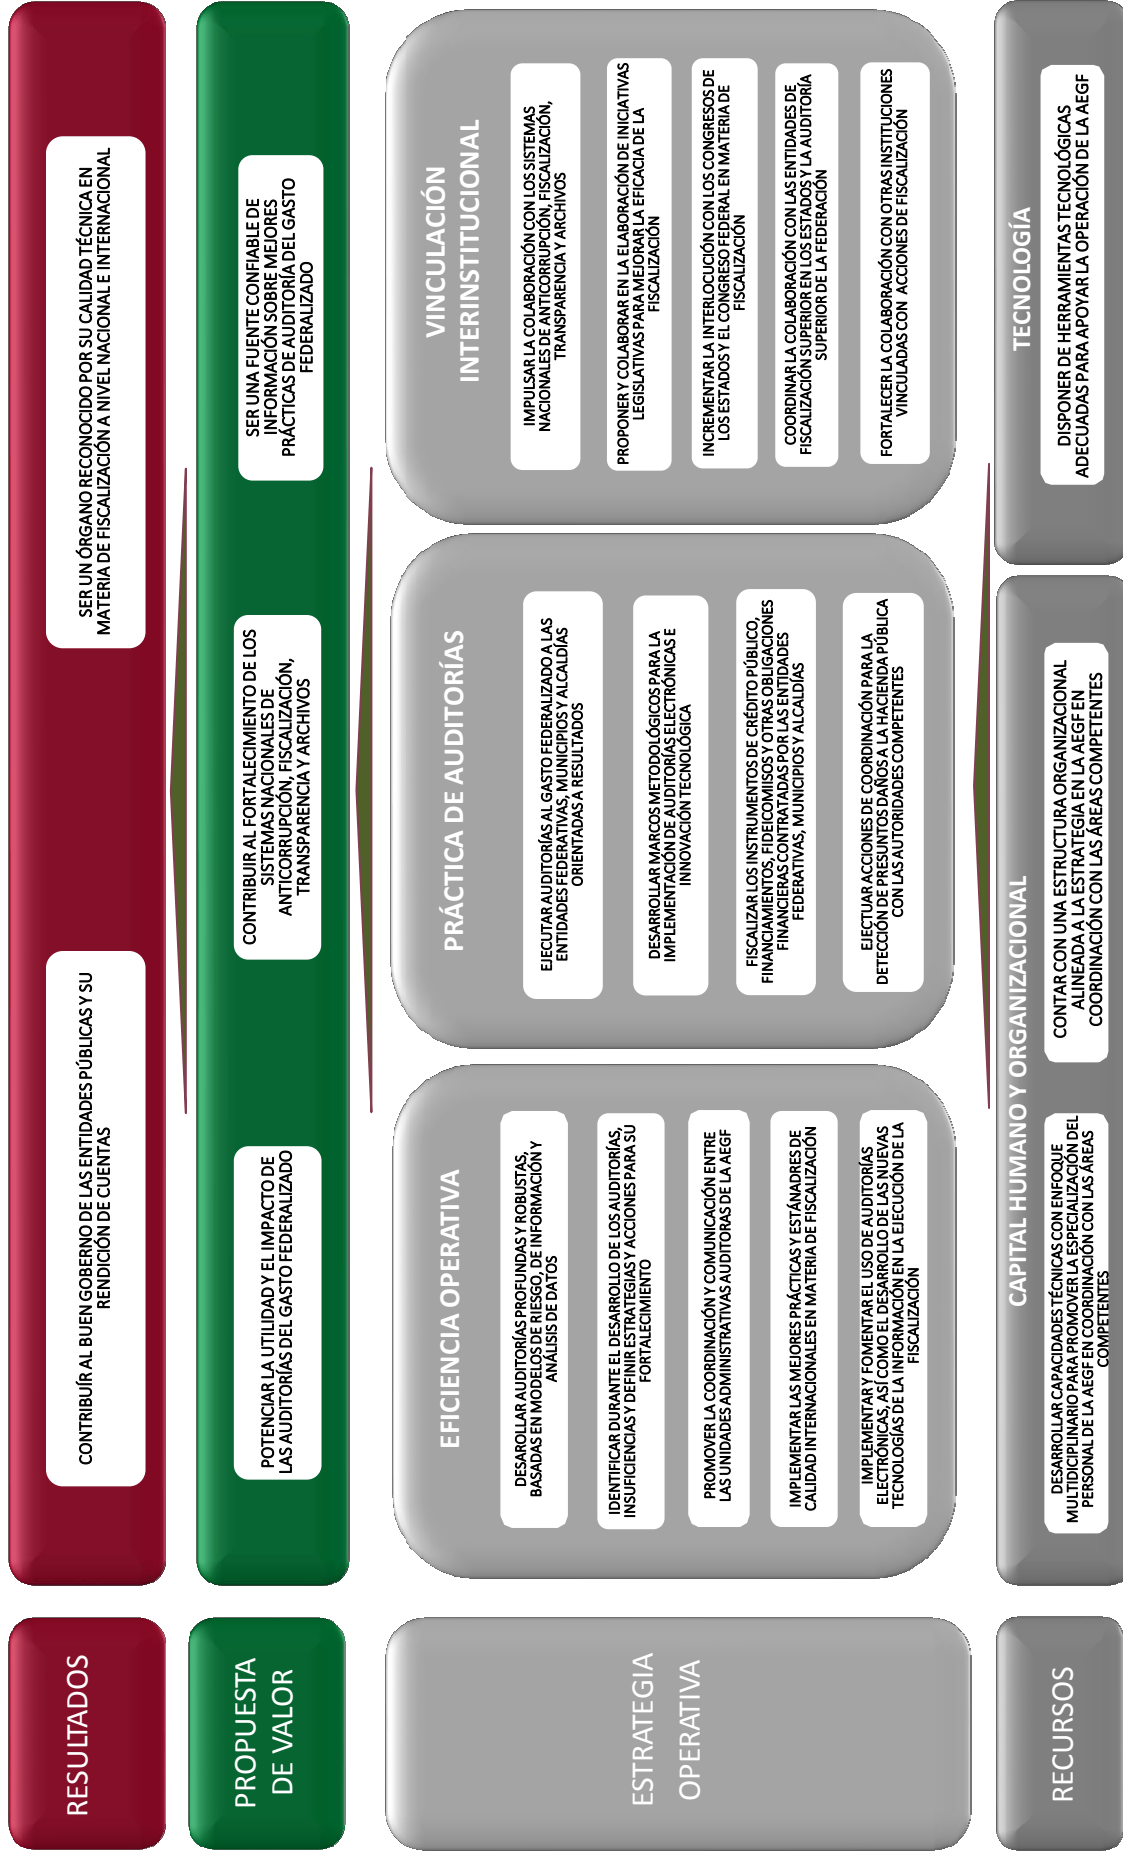 RESULTADOS
CONTRIBUÍR AL BUEN GOBERNO DE LAS ENTIDADES PÚBLICAS Y SU
RENDICIÓN DE CUENTAS
SER UN ÓRGANO RECONOCIDO POR SU CALIDAD TÉCNICA EN
MATERIA DE FISCALIZACIÓN A NIVEL NACIONAL E INTERNACIONAL
PROPUESTA
DE VALOR
POTENCIAR LA UTILIDAD Y EL IMPACTO DE
LAS AUDITORÍAS DEL GASTO FEDERALIZADO
CONTRIBUIR AL FORTALECIMIENTO DE LOS
SISTEMAS NACIONALES DE
ANTICORRUPCIÓN, FISCALIZACIÓN,
TRANSPARENCIA Y ARCHIVOS
SER UNA FUENTE CONFIABLE DE
INFORMACIÓN SOBRE MEJORES
PRÁCTICAS DE AUDITORÍA DEL GASTO
FEDERALIZADO
ESTRATEGIA
OPERATIVA
EFICIENCIA OPERATIVA
DESAROLLAR AUDITORÍAS PROFUNDAS Y ROBUSTAS,
BASADAS EN MODELOS DE RIESGO, DE INFORMACIÓN Y
ANÁLISIS DE DATOS
IDENTIFICAR DURANTE EL DESARROLLO DE LOS AUDITORÍAS,
INSUFICIENCIAS Y DEFINIR ESTRATEGIAS Y ACCIONES PARA SU
FORTALECIMIENTO
PROMOVER LA COORDINACIÓN Y COMUNICACIÓN ENTRE
LAS UNIDADES ADMINISTRATIVAS AUDITORAS DE LA AEGF
IMPLEMENTAR LAS MEJORES PRÁCTICAS Y ESTÁNADRES DE
CALIDAD INTERNACIONALES EN MATERIA DE FISCALIZACIÓN
IMPLEMENTAR Y FOMENTAR EL USO DE AUDITORÍAS
ELECTRÓNICAS, ASÍ COMO EL DESARROLLO DE LAS NUEVAS
TECNOLOGÍAS DE LA INFORMACIÓN EN LA EJECUCIÓN DE LA
FISCALIZACIÓN
PRÁCTICA DE AUDITORÍAS
EJECUTAR AUDITORÍAS AL GASTO FEDERALIZADO A LAS
ENTIDADES FEDERATIVAS, MUNICIPIOS Y ALCALDÍAS
ORIENTADAS A RESULTADOS
DESARROLLAR MARCOS METODOLÓGICOS PARA LA
IMPLEMENTACIÓN DE AUDITORÍAS ELECTRÓNICAS E
INNOVACIÓN TECNOLÓGICA
FISCALIZAR LOS INSTRUMENTOS DE CRÉDITO PÚBLICO,
FINANCIAMIENTOS, FIDEICOMISOS Y OTRAS OBLIGACIONES
FINANCIERAS CONTRATADAS POR LAS ENTIDADES
FEDERATIVAS, MUNICIPIOS Y ALCALDÍAS
EJECTUAR ACCIONES DE COORDINACIÓN PARA LA
DETECCIÓN DE PRESUNTOS DAÑOS A LA HACIENDA PÚBLICA
CON LAS AUTORIDADES COMPETENTES
VINCULACIÓN
INTERINSTITUCIONAL
IMPULSAR LA COLABORACIÓN CON LOS SISTEMAS
NACIONALES DE ANTICORRUPCIÓN, FISCALIZACIÓN,
TRANSPARENCIA Y ARCHIVOS
PROPONER Y COLABORAR EN LA ELABORACIÓN DE INICIATIVAS
LEGISLATIVAS PARA MEJORAR LA EFICACIA DE LA
FISCALIZACIÓN
INCREMENTAR LA INTERLOCUCIÓN CON LOS CONGRESOS DE
LOS ESTADOS Y EL CONGRESO FEDERAL EN MATERIA DE
FISCALIZACIÓN
COORDINAR LA COLABORACIÓN CON LAS ENTIDADES DE
FISCALIZACIÓN SUPERIOR EN LOS ESTADOS Y LA AUDITORÍA
SUPERIOR DE LA FEDERACIÓN
FORTALECER LA COLABORACIÓN CON OTRAS INSTITUCIONES
VINCULADAS CON ACCIONES DE FISCALIZACIÓN
RECURSOS
CAPITAL HUMANO Y ORGANIZACIONAL
DESARROLLAR CAPACIDADES TÉCNICAS CON ENFOQUE
MULTIDICIPLINARIO PARA PROMOVER LA ESPECIALIZACIÓN DEL
PERSONAL DE LA AEGF EN COORDINACIÓN CON LAS ÁREAS
COMPETENTES
CONTAR CON UNA ESTRUCTURA ORGANIZACIONAL
ALINEADA A LA ESTRATEGIA EN LA AEGF EN
COORDINACIÓN CON LAS ÁREAS COMPETENTES
TECNOLOGÍA
DISPONER DE HERRAMIENTAS TECNOLÓGICAS
ADECUADAS PARA APOYAR LA OPERACIÓN DE LA AEGF